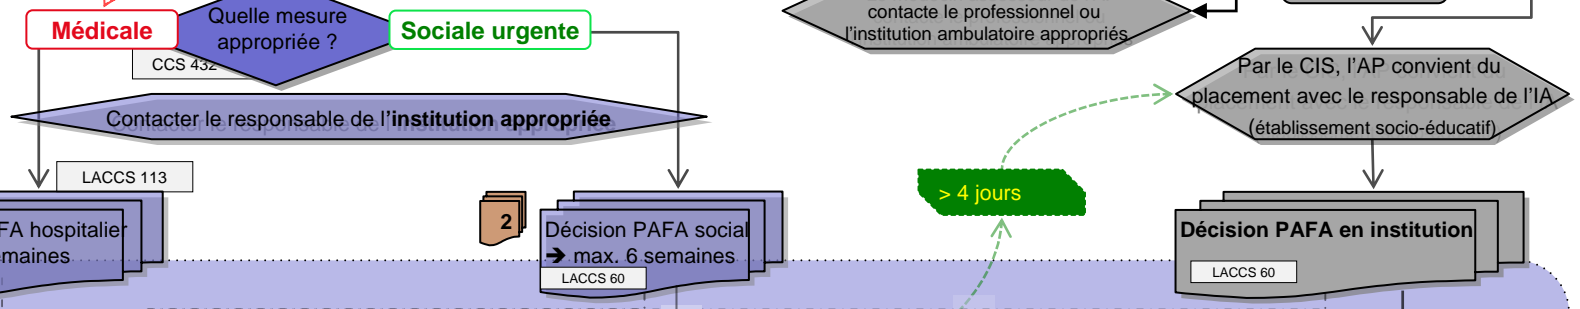 Quelle mesure
appropriée ?
Médicale
Sociale urgente
CCS 432
contacte le professionnel ou
l'institution ambulatoire appropriés
Par le CIS, l'AP convient du
placement avec le responsable de l'IA
(établissement socio-éducatif)
Contacter le responsable de l'institution appropriée
LACCS 113
> 4 jours
FA hospitalier
maines
2
Décision PAFA social
➔ max. 6 semaines
LACCS 60
Décision PAFA en institution
LACCS 60